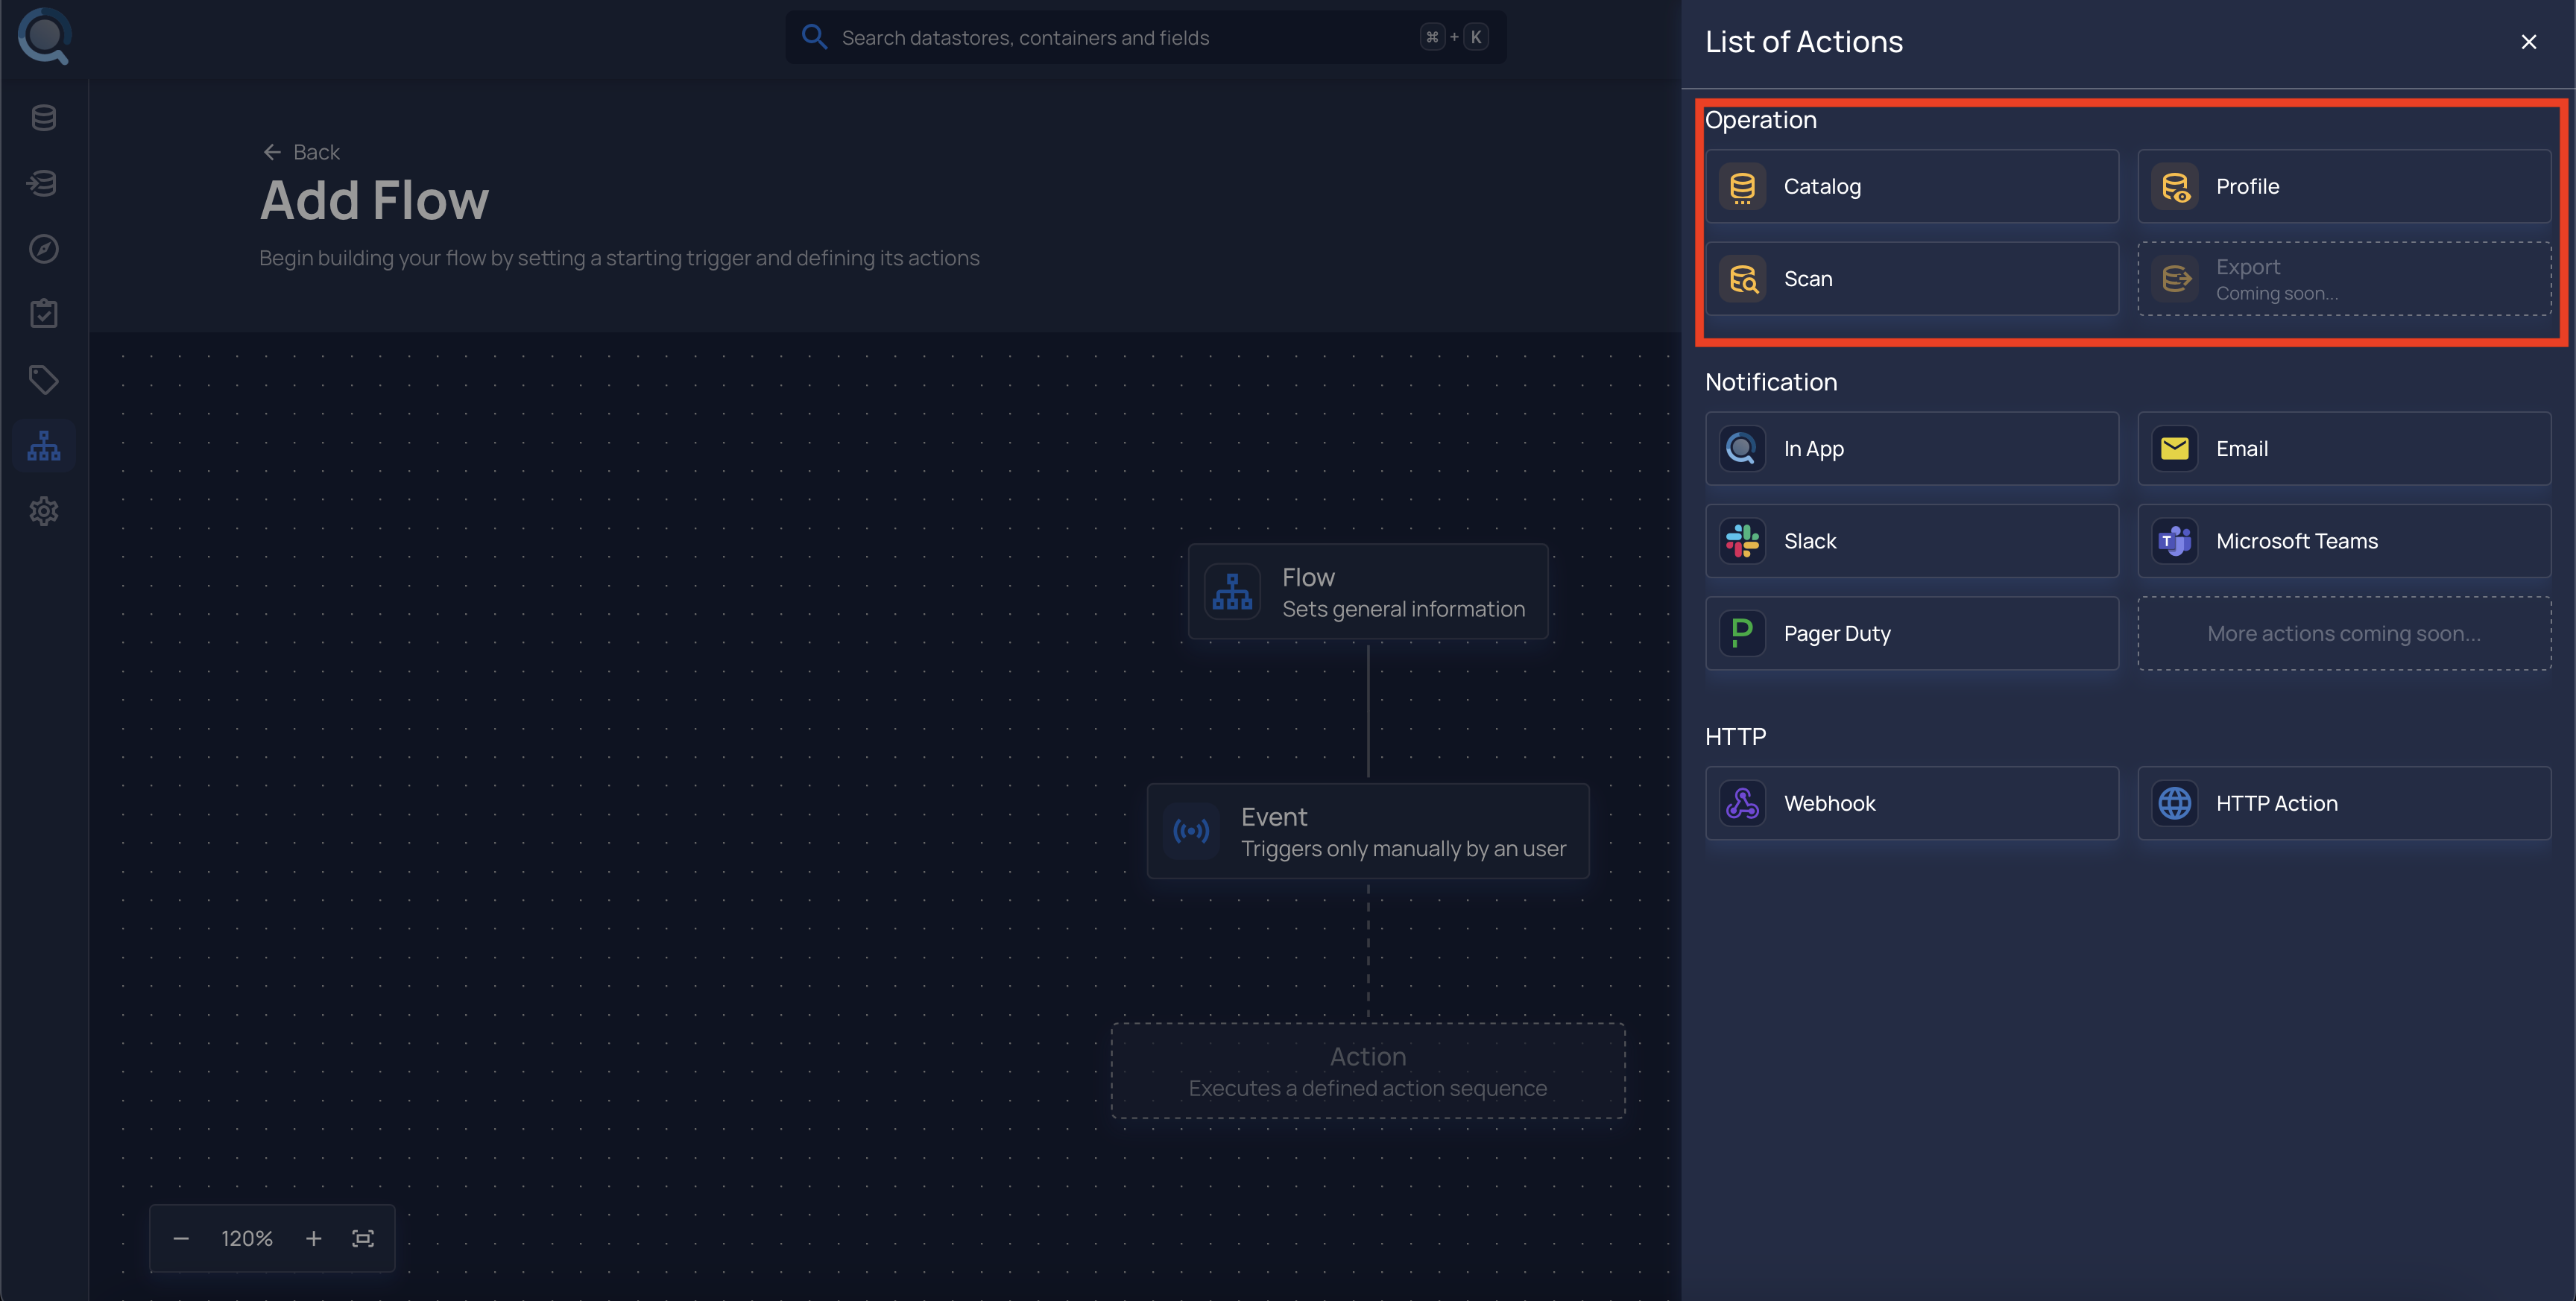 Search datastores, containers and fields
⌘ + K
Back
Add Flow
Begin building your flow by setting a starting trigger and defining its actions
Flow
Sets general information
Event
Triggers only manually by an user
Action
Executes a defined action sequence
120%
List of Actions
Operation
Catalog
Profile
Scan
Export
Coming soon...
Notification
In App
Email
Slack
Microsoft Teams
Pager Duty
More actions coming soon...
HTTP
Webhook
HTTP Action